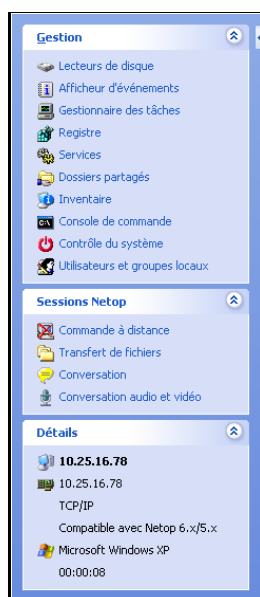 Gestion
Lecteurs de disque
Afficheur d'événements
Gestionnaire des tâches
Registre
Services
Dossiers partagés
Inventaire
Console de commande
Contrôle du système
Utilisateurs et groupes locaux
Sessions Netop
Commande à distance
Transfert de fichiers
Conversation
Conversation audio et vidéo
Détails
10.25.16.78
10.25.16.78
TCP/IP
Compatible avec Netop 6.x/5.x
Microsoft Windows XP
00:00:08